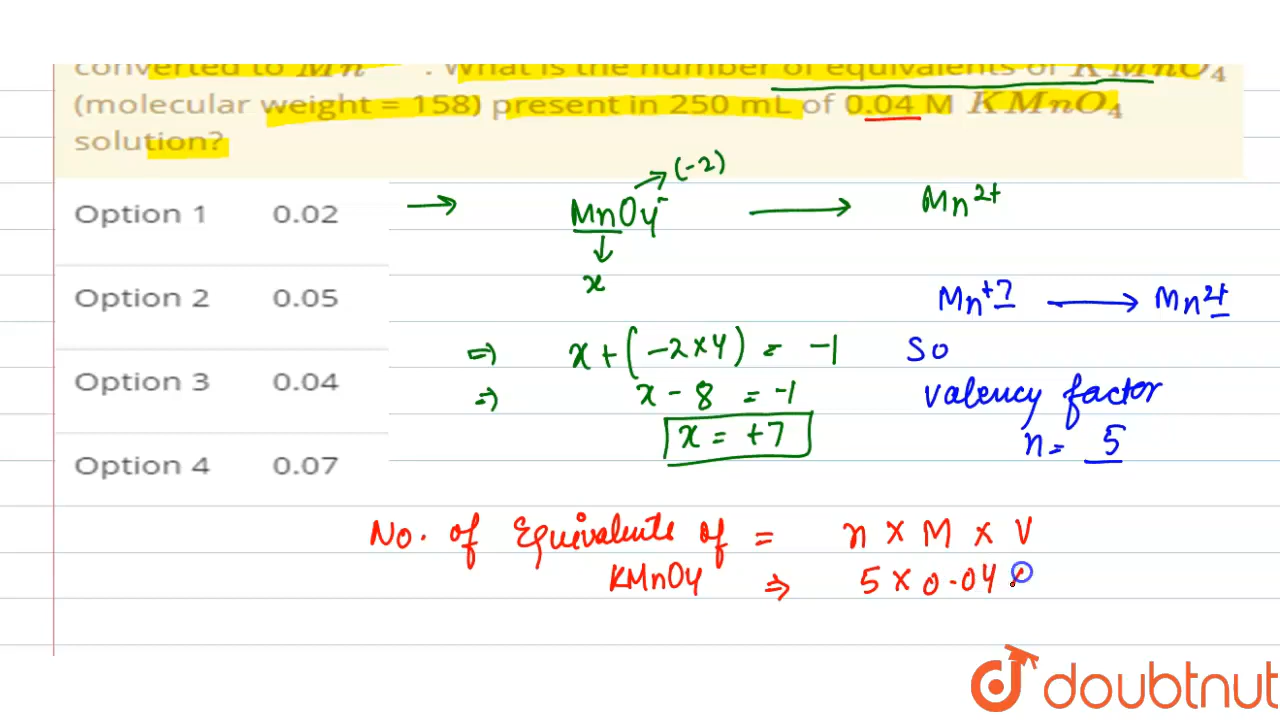 converted to Mn . What is the number of equivalents of KMnO4
(molecular weight = 158) present in 250 mL of 0.04 M KMnO4
solution?
Option 1 0.02
Option 2 0.05
Option 3 0.04
Option 4 0.07
→ MnO4⁻ → (-2) ⟶ Mn2+
↓
x
Mn+7 ⟶ Mn2+
⇒ x + (-2×4) = -1
⇒ x - 8 = -1
x = +7
So
valency factor
n = 5
No. of Equivalents of = n × M × V
KMnO4 ⇒ 5 × 0.04 ×
doubtnut